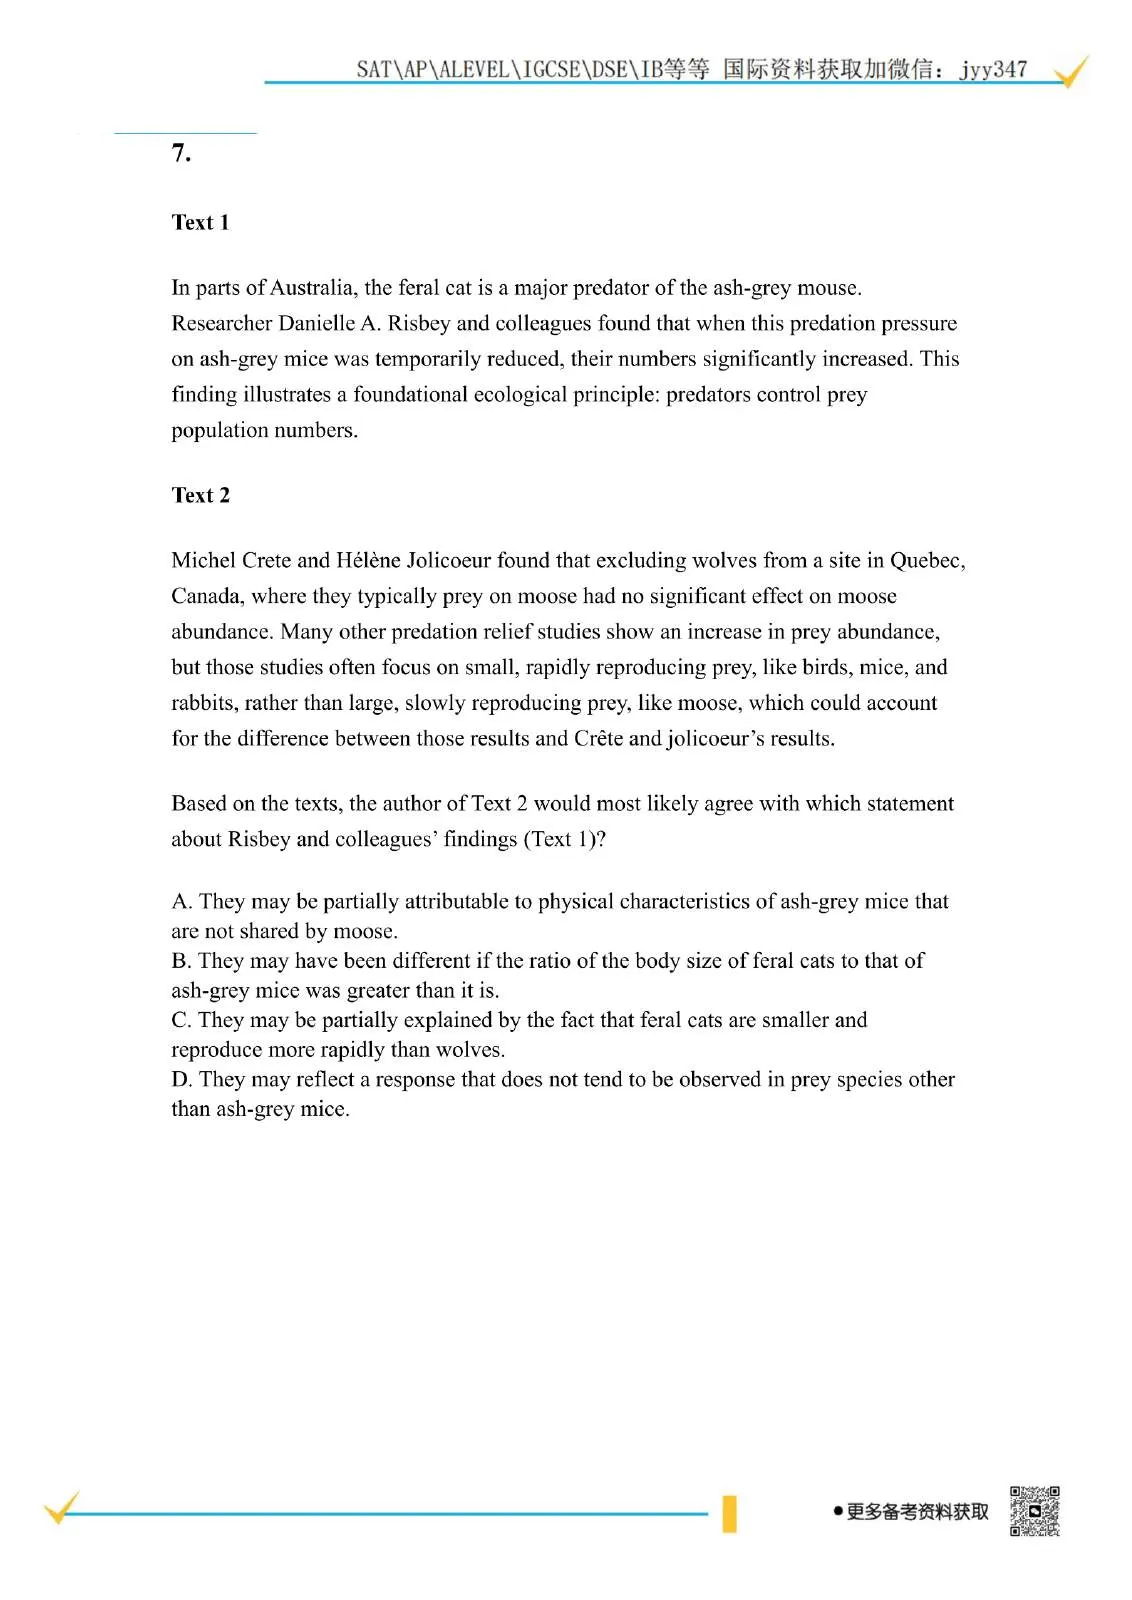 SAT\AP\ALEVEL\IGCSE\DSE\IB等等 国际资料获取加微信: jyy347
7.
Text 1
In parts of Australia, the feral cat is a major predator of the ash-grey mouse.
Researcher Danielle A. Risbey and colleagues found that when this predation pressure
on ash-grey mice was temporarily reduced, their numbers significantly increased. This
finding illustrates a foundational ecological principle: predators control prey
population numbers.
Text 2
Michel Crete and Hélène Jolicoeur found that excluding wolves from a site in Quebec,
Canada, where they typically prey on moose had no significant effect on moose
abundance. Many other predation relief studies show an increase in prey abundance,
but those studies often focus on small, rapidly reproducing prey, like birds, mice, and
rabbits, rather than large, slowly reproducing prey, like moose, which could account
for the difference between those results and Crête and jolicoeur’s results.
Based on the texts, the author of Text 2 would most likely agree with which statement
about Risbey and colleagues’ findings (Text 1)?
A. They may be partially attributable to physical characteristics of ash-grey mice that
are not shared by moose.
B. They may have been different if the ratio of the body size of feral cats to that of
ash-grey mice was greater than it is.
C. They may be partially explained by the fact that feral cats are smaller and
reproduce more rapidly than wolves.
D. They may reflect a response that does not tend to be observed in prey species other
than ash-grey mice.
●更多备考资料获取